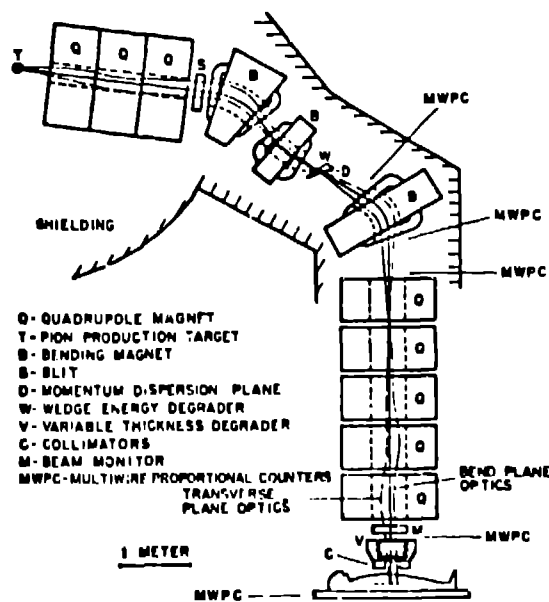 T
Q Q Q
S
B
B
W
D
B
MWPC
MWPC
MWPC
SHIELDING
Q
Q
Q
Q
Q
Q- QUADRUPOLE MAGNET
T- PION PRODUCTION TARGET
B- BENDING MAGNET
S- SLIT
D- MOMENTUM DISPERSION PLANE
W- WEDGE ENERGY DEGRADER
V- VARIABLE THICKNESS DEGRADER
C- COLLIMATORS
M- BEAM MONITOR
MWPC-MULTIWIRE PROPORTIONAL COUNTERS
TRANSVERSE
PLANE OPTICS
BEND PLANE
OPTICS
M
V
MWPC
C
1 METER
MWPC